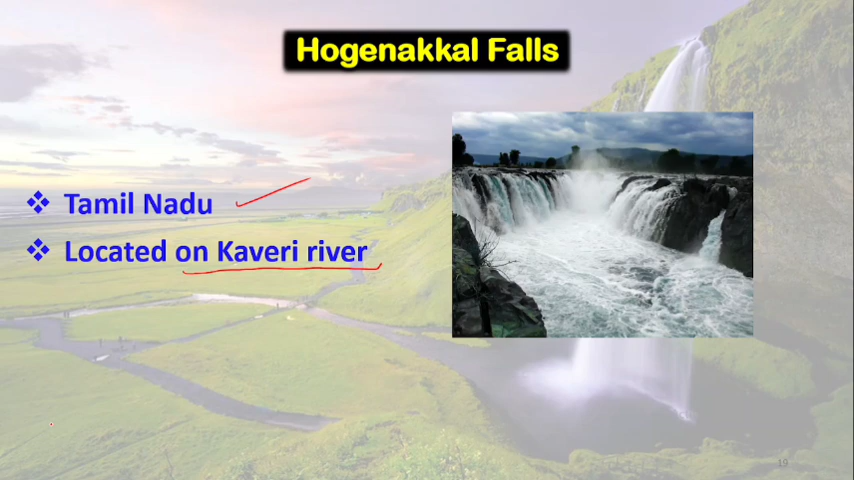 Hogenakkal Falls
❖ Tamil Nadu
❖ Located on Kaveri river
19